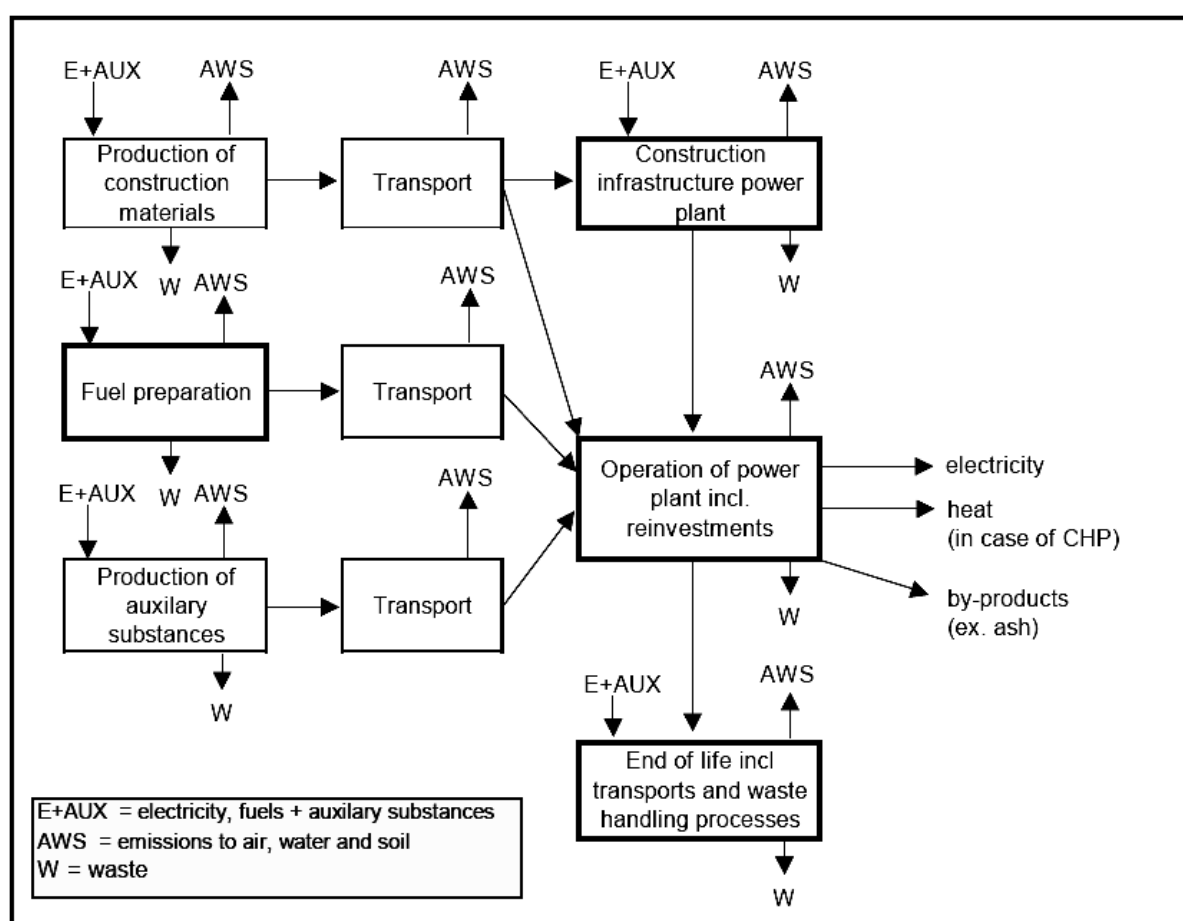 E+AUX
AWS
AWS
E+AUX
AWS
Production of
construction
materials
Transport
Construction
infrastructure power
plant
W
W
E+AUX
AWS
AWS
Fuel preparation
Transport
AWS
W
E+AUX
AWS
AWS
Operation of power
plant incl.
reinvestments
electricity
heat
(in case of CHP)
by-products
(ex. ash)
Production of
auxilary
substances
Transport
W
W
E+AUX
AWS
End of life incl
transports and waste
handling processes
W
E+AUX = electricity, fuels + auxilary substances
AWS = emissions to air, water and soil
W = waste